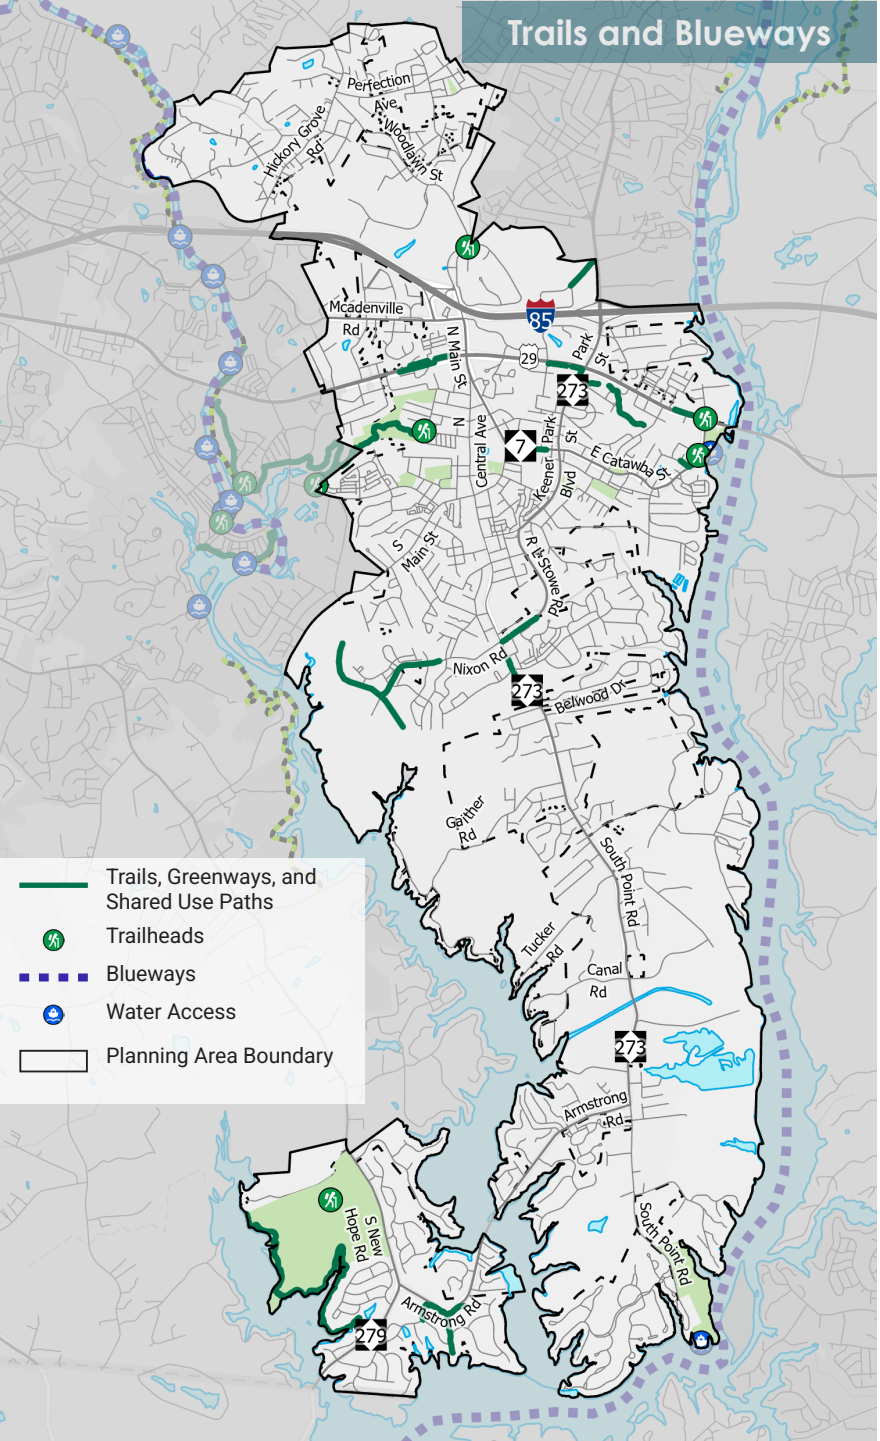 Trails and Blueways
Perfection
Ave
Hickory Grove
Rd
Woodlawn St
Mcadenville
Rd
85
N Main St
29
Park
St
273
N
Central Ave
7
Keener
Blvd
Park
St
E Catawba St
S
Main St
R L Stowe Rd
Nixon Rd
273
Belwood Dr
Gaither
Rd
South Point Rd
Trails, Greenways, and
Shared Use Paths
Trailheads
Blueways
Water Access
Planning Area Boundary
Tucker
Rd
Canal
Rd
273
Armstrong
Rd
S New
Hope Rd
South Point Rd
Armstrong Rd
279